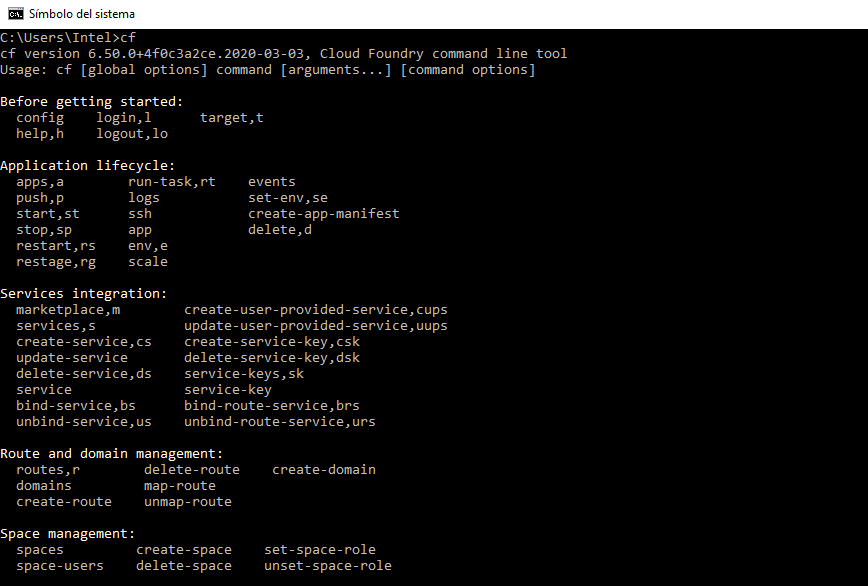 Símbolo del sistema
C:\Users\Intel>cf
cf version 6.50.0+4f0c3a2ce.2020-03-03, Cloud Foundry command line tool
Usage: cf [global options] command [arguments...] [command options]
Before getting started:
config login,l target,t
help,h logout,lo
Application lifecycle:
apps,a run-task,rt events
push,p logs set-env,se
start,st ssh create-app-manifest
stop,sp app delete,d
restart,rs env,e
restage,rg scale
Services integration:
marketplace,m create-user-provided-service,cups
services,s update-user-provided-service,uups
create-service,cs create-service-key,csk
update-service delete-service-key,dsk
delete-service,ds service-keys,sk
service service-key
bind-service,bs bind-route-service,brs
unbind-service,us unbind-route-service,urs
Route and domain management:
routes,r delete-route create-domain
domains map-route
create-route unmap-route
Space management:
spaces create-space set-space-role
space-users delete-space unset-space-role